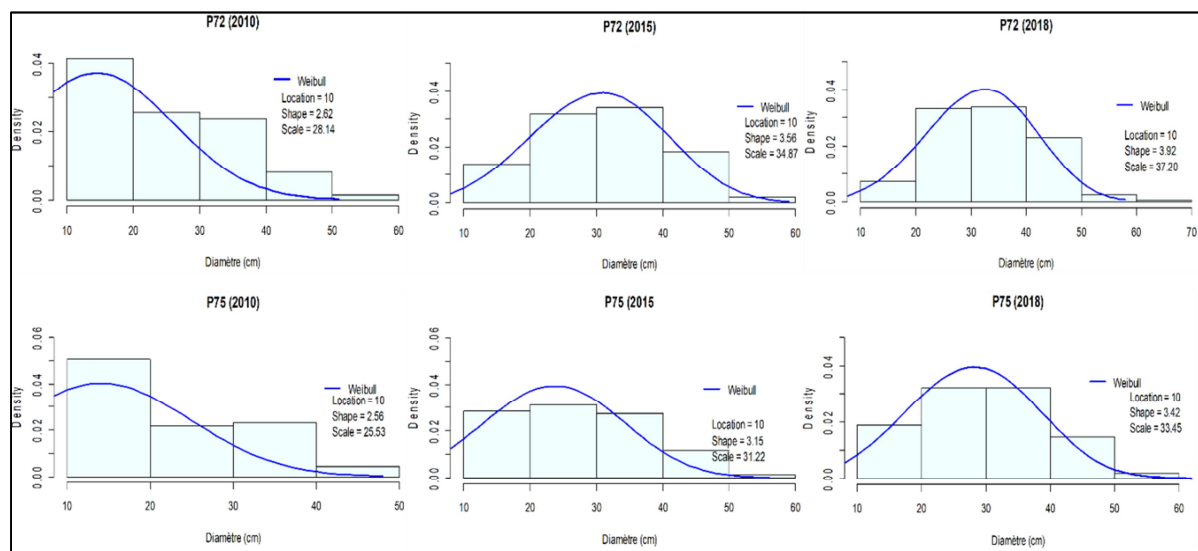 P72 (2010)
Density
0.00 0.02 0.04
Weibull
Location = 10
Shape = 2.62
Scale = 28.14
10 20 30 40 50 60
Diamètre (cm)
P72 (2015)
Density
0.00 0.02 0.04
Weibull
Location = 10
Shape = 3.56
Scale = 34.87
10 20 30 40 50 60
Diamètre (cm)
P72 (2018)
Density
0.00 0.02 0.04
Weibull
Location = 10
Shape = 3.92
Scale = 37.20
10 20 30 40 50 60 70
Diamètre (cm)
P75 (2010)
Density
0.00 0.02 0.04 0.06
Weibull
Location = 10
Shape = 2.56
Scale = 25.53
10 20 30 40 50
Diamètre (cm)
P75 (2015
Density
0.00 0.02 0.04 0.06
Weibull
Location = 10
Shape = 3.15
Scale = 31.22
10 20 30 40 50 60
Diamètre (cm)
P75 (2018)
Density
0.00 0.02 0.04
Weibull
Location = 10
Shape = 3.42
Scale = 33.45
10 20 30 40 50 60
Diamètre (cm)